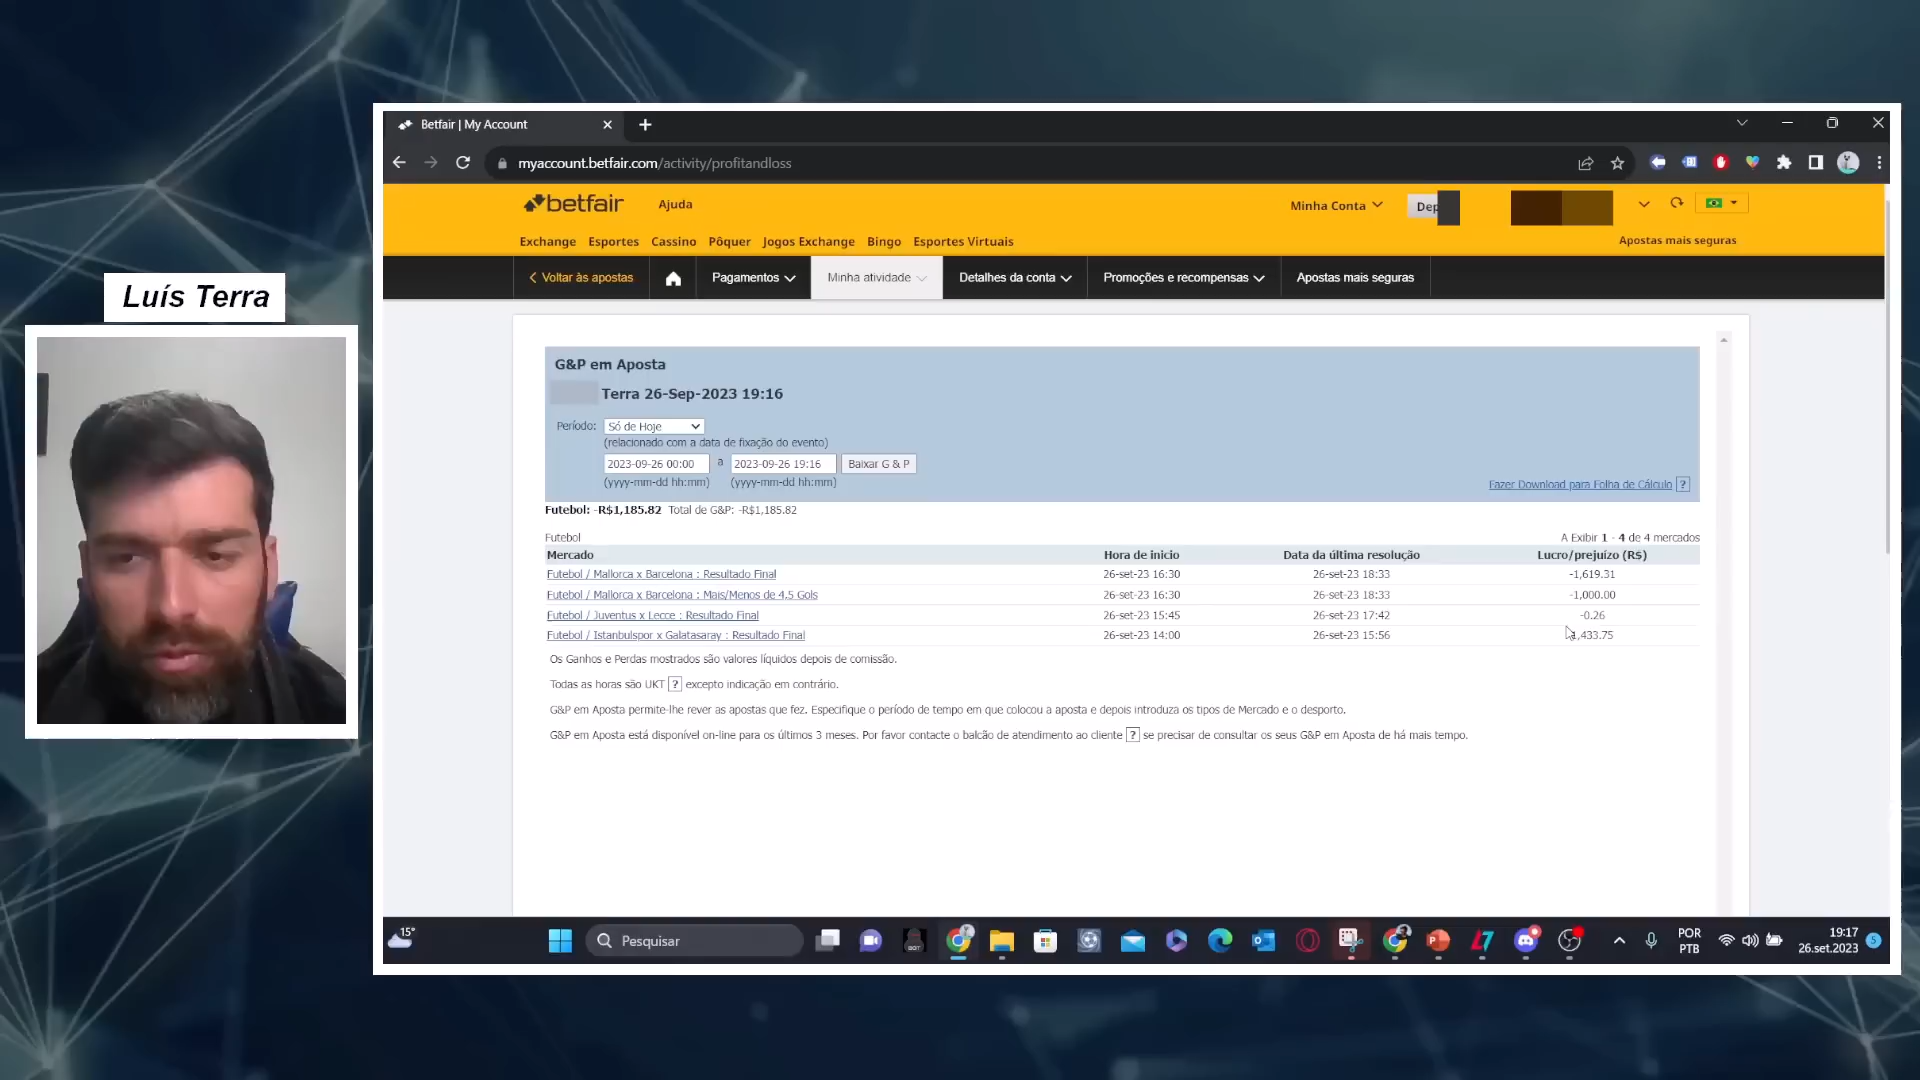 Luís Terra
Betfair | My Account
myaccount.betfair.com/activity/profitandloss
betfair
Ajuda
Minha Conta
Dep
Exchange Esportes Cassino Pôquer Jogos Exchange Bingo Esportes Virtuais
Apostas mais seguras
Voltar às apostas
Pagamentos
Minha atividade
Detalhes da conta
Promoções e recompensas
Apostas mais seguras
G&P em Aposta
Terra 26-Sep-2023 19:16
Período: Só de Hoje
(relacionado com a data de fixação do evento)
2023-09-26 00:00 a 2023-09-26 19:16 Baixar G & P
(yyyy-mm-dd hh:mm) (yyyy-mm-dd hh:mm)
Fazer Download para Folha de Cálculo ?
Futebol: -R$1,185.82 Total de G&P: -R$1,185.82
Futebol
A Exibir 1 - 4 de 4 mercados
Mercado Hora de inicio Data da última resolução Lucro/prejuízo (R$)
Futebol / Mallorca x Barcelona : Resultado Final 26-set-23 16:30 26-set-23 18:33 -1,619.31
Futebol / Mallorca x Barcelona : Mais/Menos de 4,5 Gols 26-set-23 16:30 26-set-23 18:33 -1,000.00
Futebol / Juventus x Lecce : Resultado Final 26-set-23 15:45 26-set-23 17:42 -0.26
Futebol / Istanbulspor x Galatasaray : Resultado Final 26-set-23 14:00 26-set-23 15:56 1,433.75
Os Ganhos e Perdas mostrados são valores líquidos depois de comissão.
Todas as horas são UKT ? excepto indicação em contrário.
G&P em Aposta permite-lhe rever as apostas que fez. Especifique o período de tempo em que colocou a aposta e depois introduza os tipos de Mercado e o desporto.
G&P em Aposta está disponível on-line para os últimos 3 meses. Por favor contacte o balcão de atendimento ao cliente ? se precisar de consultar os seus G&P em Aposta de há mais tempo.
15°
Pesquisar
POR
PTB
19:17
26.set.2023
5